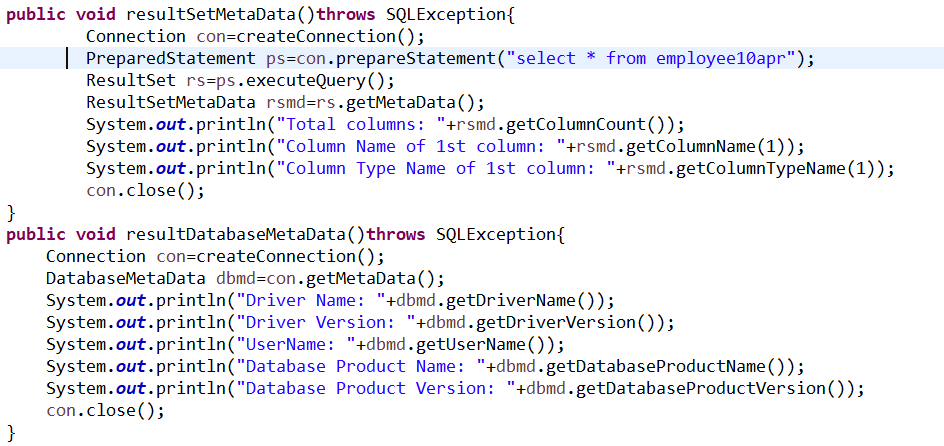 public void resultSetMetaData()throws SQLException{
Connection con=createConnection();
PreparedStatement ps=con.prepareStatement("select * from employee10apr");
ResultSet rs=ps.executeQuery();
ResultSetMetaData rsmd=rs.getMetaData();
System.out.println("Total columns: "+rsmd.getColumnCount());
System.out.println("Column Name of 1st column: "+rsmd.getColumnName(1));
System.out.println("Column Type Name of 1st column: "+rsmd.getColumnTypeName(1));
con.close();
}
public void resultDatabaseMetaData()throws SQLException{
Connection con=createConnection();
DatabaseMetaData dbmd=con.getMetaData();
System.out.println("Driver Name: "+dbmd.getDriverName());
System.out.println("Driver Version: "+dbmd.getDriverVersion());
System.out.println("UserName: "+dbmd.getUserName());
System.out.println("Database Product Name: "+dbmd.getDatabaseProductName());
System.out.println("Database Product Version: "+dbmd.getDatabaseProductVersion());
con.close();
}